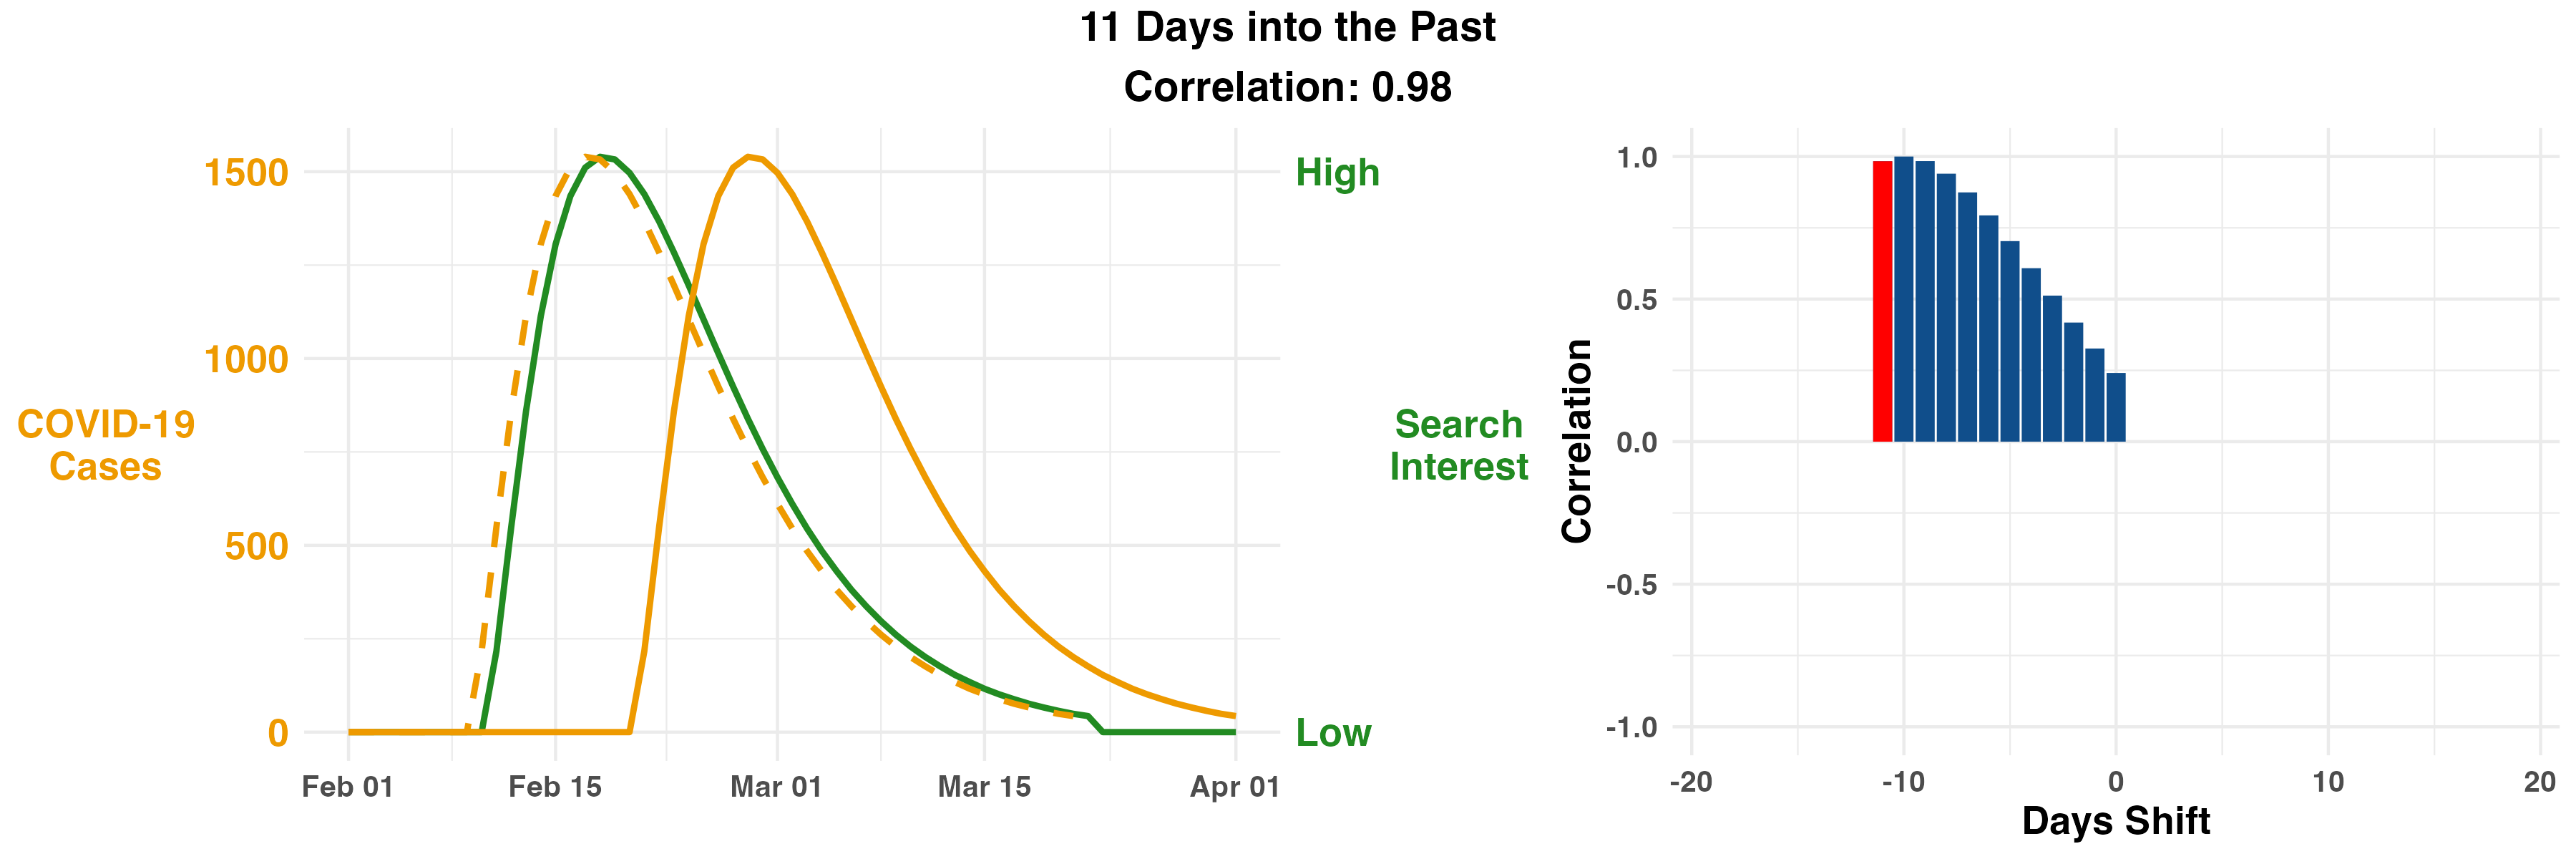 11 Days into the Past
Correlation: 0.98
COVID-19
Cases
1500
1000
500
0
Feb 01
Feb 15
Mar 01
Mar 15
Apr 01
High
Low
Search
Interest
Correlation
1.0
0.5
0.0
-0.5
-1.0
-20
-10
0
10
20
Days Shift